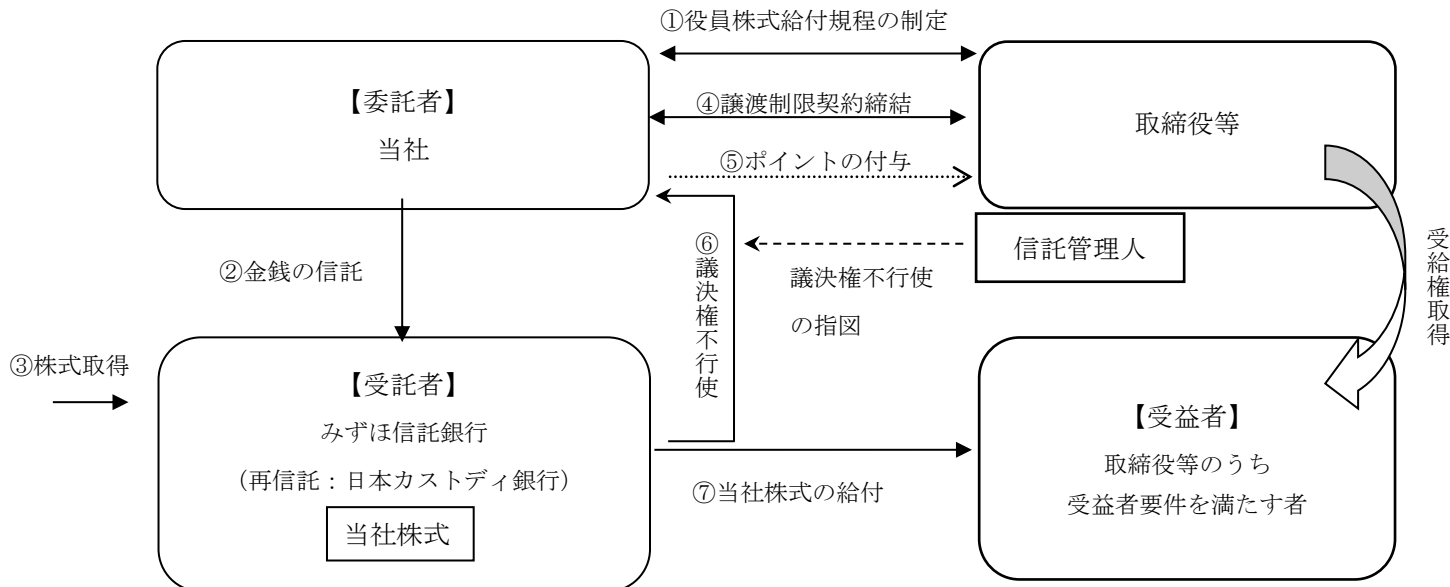 ①役員株式給付規程の制定
【委託者】
当社
④譲渡制限契約締結
取締役等
⑤ポイントの付与
②金銭の信託
⑥議決権不行使
信託管理人
議決権不行使
の指図
受給権取得
③株式取得
【受託者】
みずほ信託銀行
(再信託:日本カストディ銀行)
当社株式
⑦当社株式の給付
【受益者】
取締役等のうち
受益者要件を満たす者